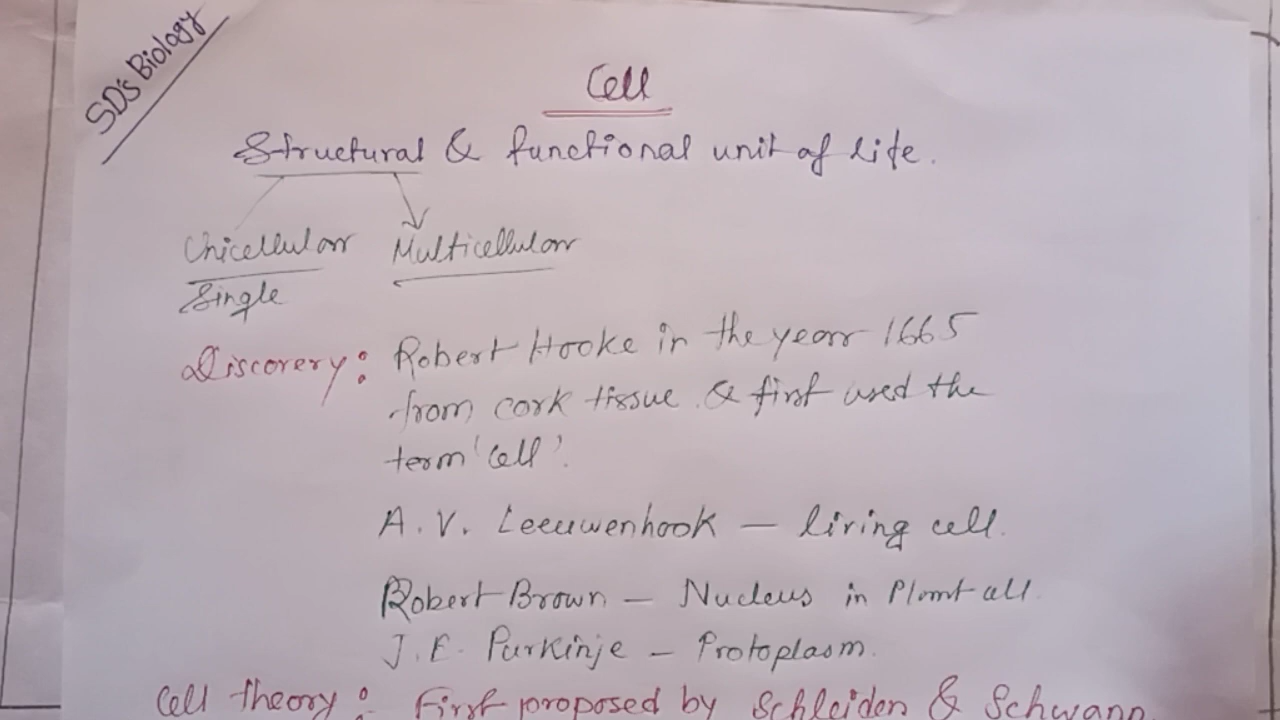 SD's Biology
Cell
Structural & functional unit of life.
Unicellular Multicellular
Single
Discovery: Robert Hooke in the year 1665
from cork tissue & first used the
term 'Cell'.
A. V. Leeuwenhook — living cell.
Robert Brown — Nucleus in Plant cell
J. E. Purkinje — Protoplasm.
Cell theory: First proposed by Schleiden & Schwann.